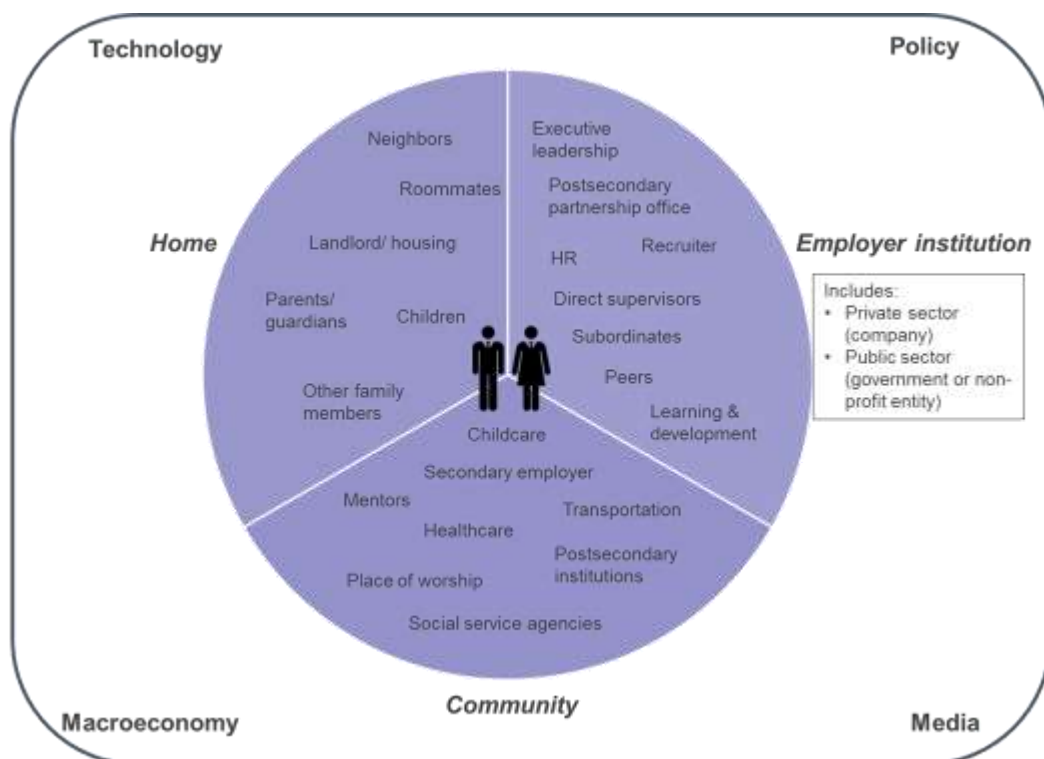 Technology
Policy
Home
Neighbors
Roommates
Landlord/ housing
Parents/
guardians
Children
Other family
members
Executive
leadership
Postsecondary
partnership office
Recruiter
HR
Direct supervisors
Subordinates
Peers
Learning &
development
Employer institution
Includes:
• Private sector
(company)
• Public sector
(government or non-
profit entity)
Childcare
Secondary employer
Mentors
Transportation
Healthcare
Postsecondary
institutions
Place of worship
Social service agencies
Community
Macroeconomy
Media